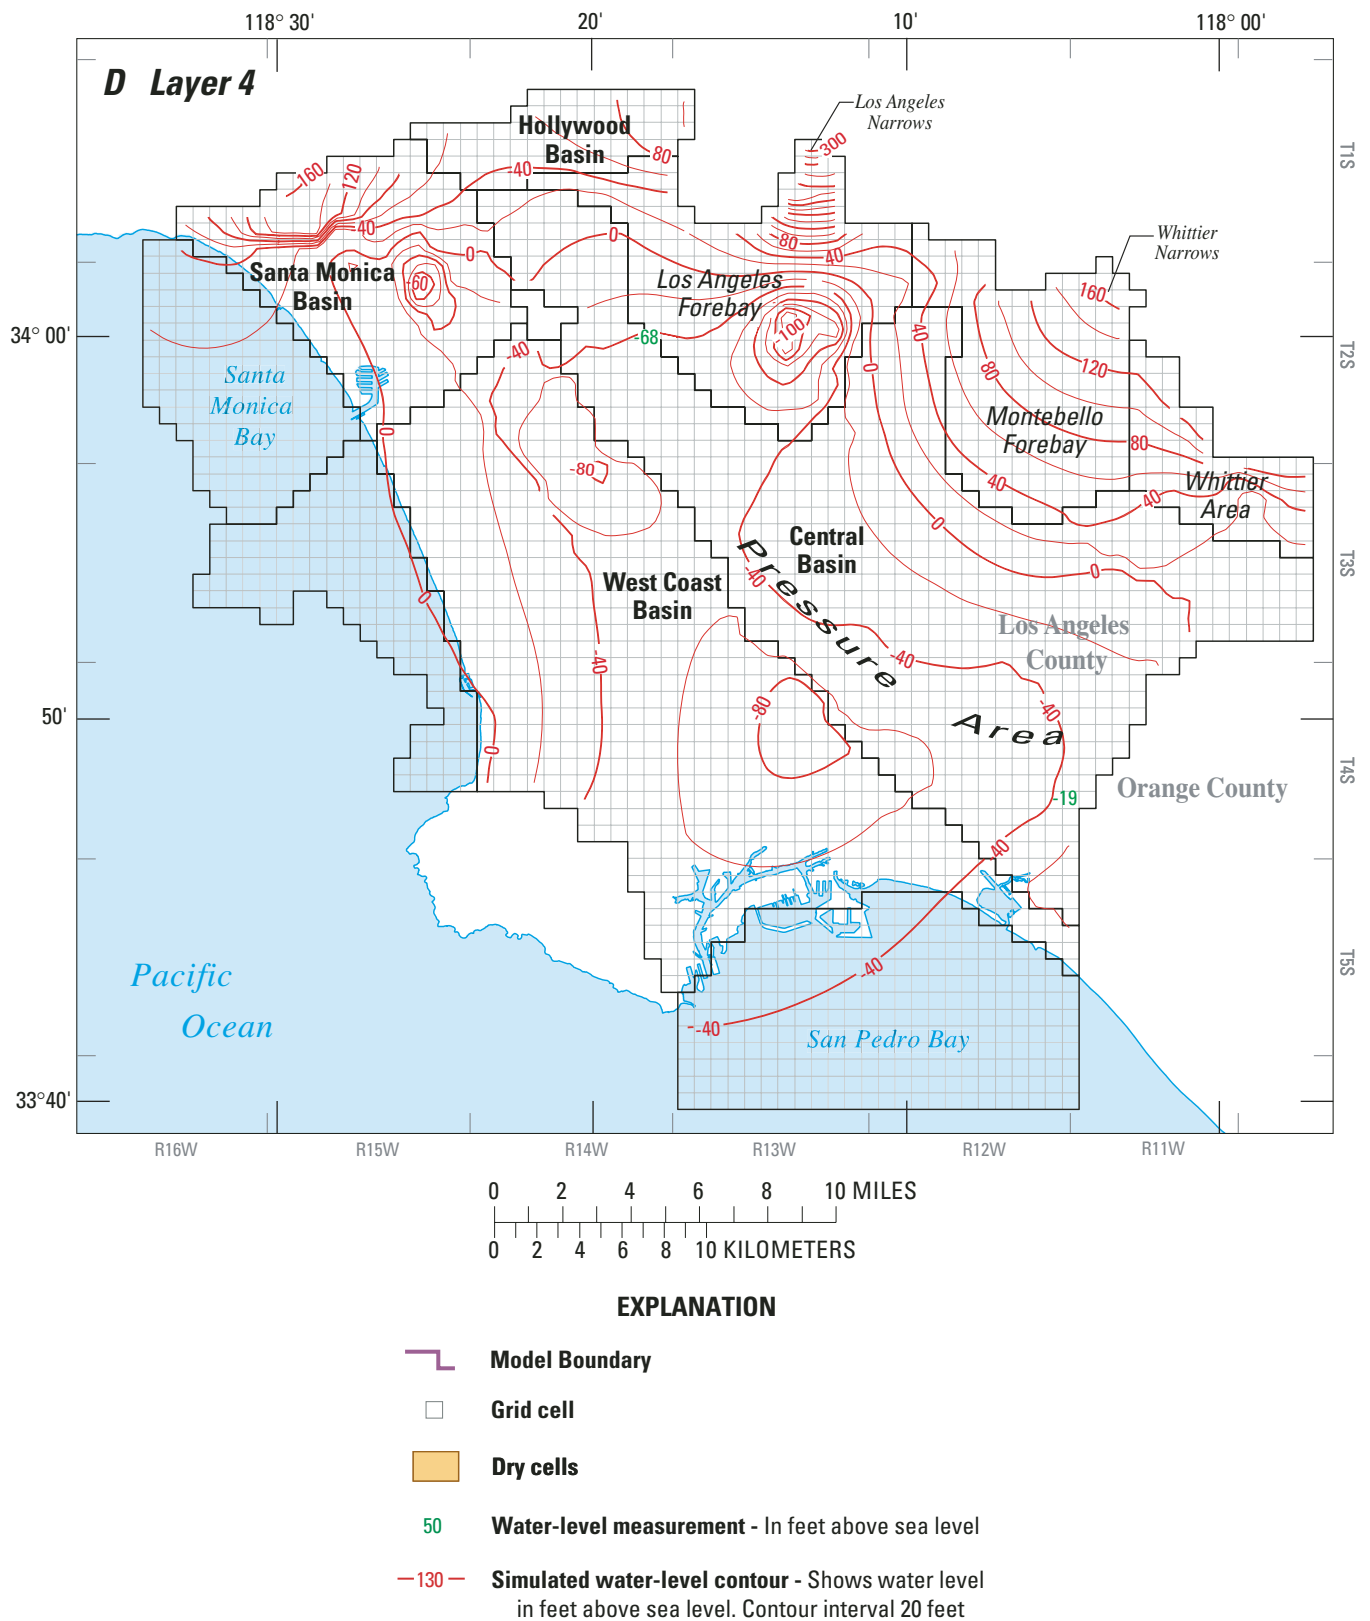 118° 30'
20'
10'
118° 00'
D Layer 4
Los Angeles
Narrows
Hollywood
Basin
300
80
T1S
160
120
40
-40
40
0
0
80
40
Whittier
Narrows
Santa Monica
Basin
-60
Los Angeles
Forebay
160
34° 00'
-68
-100
-40
40
0
80
120
T2S
Santa
Monica
Bay
Montebello
Forebay
0
80
-80
40
40
Whittier
Area
0
Central
Basin
Pressure
T3S
-40
0
West Coast
Basin
0
Los Angeles
County
-40
-40
50'
-80
-40
Area
0
T4S
Orange County
-19
-40
Pacific
Ocean
-40
T5S
-40
San Pedro Bay
33°40'
R16W
R15W
R14W
R13W
R12W
R11W
0 2 4 6 8 10 MILES
0 2 4 6 8 10 KILOMETERS
EXPLANATION
Model Boundary
Grid cell
Dry cells
50 Water-level measurement - In feet above sea level
130 Simulated water-level contour - Shows water level
in feet above sea level. Contour interval 20 feet